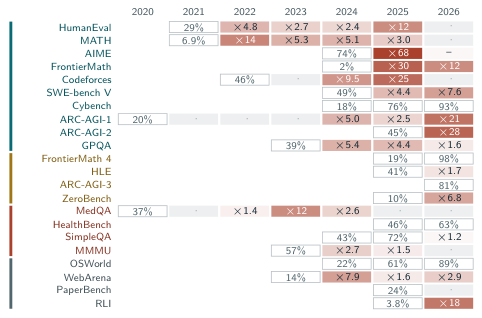 2020 2021 2022 2023 2024 2025 2026
HumanEval 29% ×4.8 ×2.7 ×2.4 ×12 ·
MATH 6.9% ×14 ×5.3 ×5.1 ×3.0 ·
AIME 74% ×68 –
FrontierMath 2% ×30 ×12
Codeforces 46% · ×9.5 ×25 ·
SWE-bench V 49% ×4.4 ×7.6
Cybench 18% 76% 93%
ARC-AGI-1 20% · · · ×5.0 ×2.5 ×21
ARC-AGI-2 45% ×28
GPQA 39% ×5.4 ×4.4 ×1.6
FrontierMath 4 19% 98%
HLE 41% ×1.7
ARC-AGI-3 81%
ZeroBench 10% ×6.8
MedQA 37% · ×1.4 ×12 ×2.6 · ·
HealthBench 46% 63%
SimpleQA 43% 72% ×1.2
MMMU 57% ×2.7 ×1.5 ·
OSWorld 22% 61% 89%
WebArena 14% ×7.9 ×1.6 ×2.9
PaperBench 24% ·
RLI 3.8% ×18